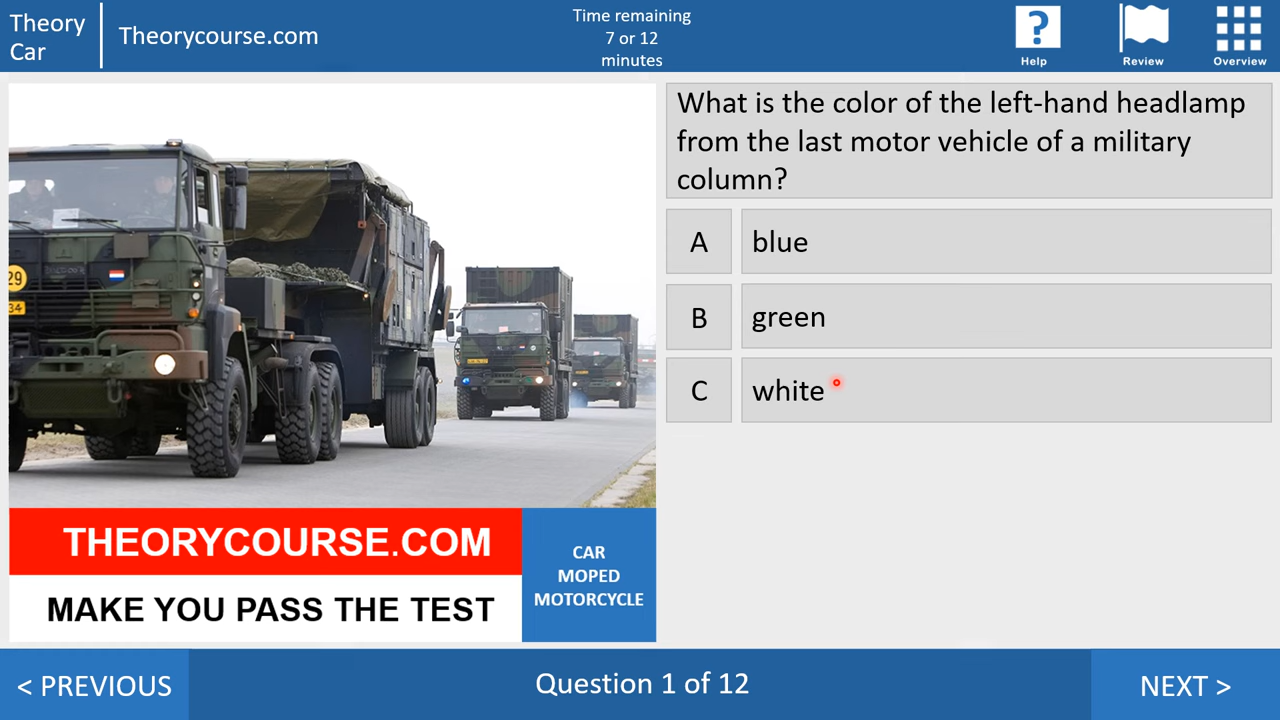 Theory
Car
Theorycourse.com
Time remaining
7 or 12
minutes
?
Help
Review
Overview
29
34
THEORYCOURSE.COM
MAKE YOU PASS THE TEST
CAR
MOPED
MOTORCYCLE
What is the color of the left-hand headlamp
from the last motor vehicle of a military
column?
A blue
B green
C white
< PREVIOUS
Question 1 of 12
NEXT >